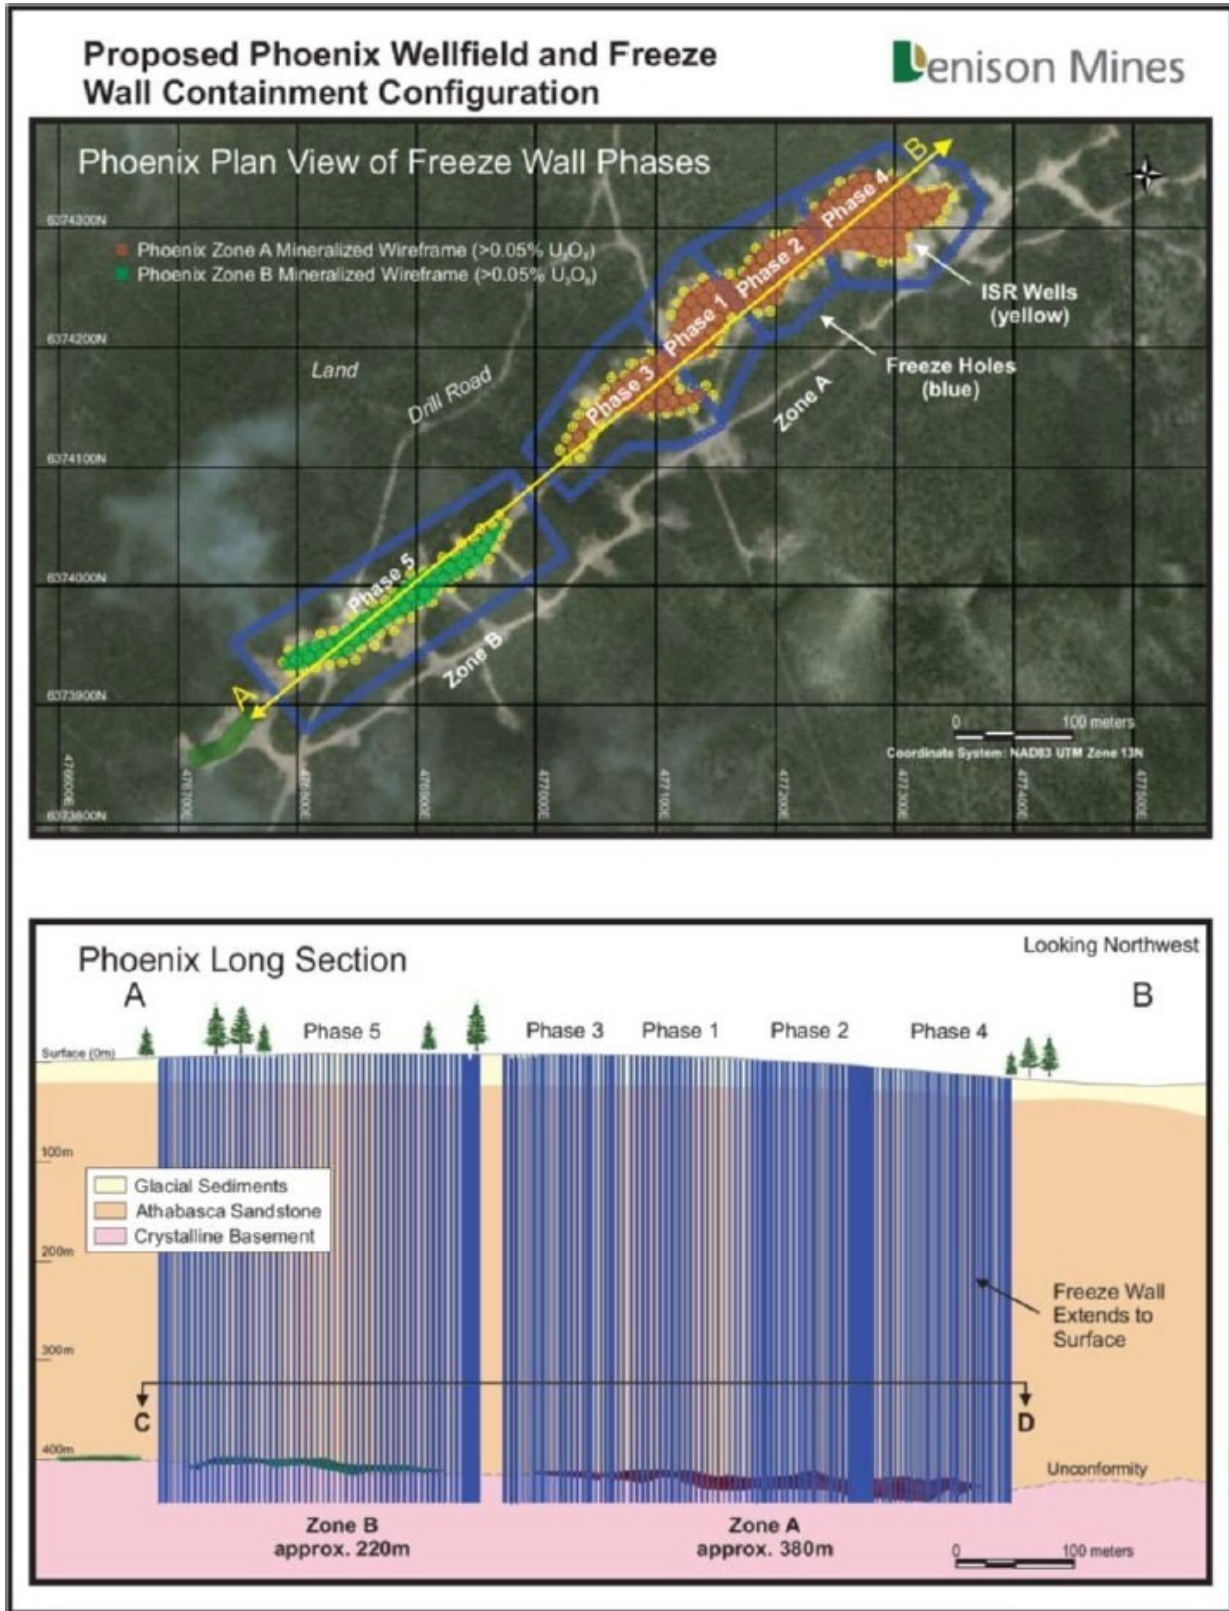 Proposed Phoenix Wellfield and Freeze
Wall Containment Configuration
Denison Mines
Phoenix Plan View of Freeze Wall Phases
B
6374300N
Phoenix Zone A Mineralized Wireframe (>0.05% U₃O₈)
Phoenix Zone B Mineralized Wireframe (>0.05% U₃O₈)
Phase 4
Phase 2
Phase 1
Phase 3
ISR Wells
(yellow)
6374200N
Land
Drill Road
Freeze Holes
(blue)
Zone A
6374100N
6374000N
Phase 5
Zone B
6373900N
A
0 100 meters
Coordinate System: NAD83 UTM Zone 13N
476600E
476700E
476800E
476900E
477000E
477100E
477200E
477300E
477400E
477500E
6373800N
Looking Northwest
Phoenix Long Section
A
B
Phase 5
Phase 3
Phase 1
Phase 2
Phase 4
Surface (0m)
100m
Glacial Sediments
Athabasca Sandstone
Crystalline Basement
200m
Freeze Wall
Extends to
Surface
300m
C
D
400m
Unconformity
Zone B
approx. 220m
Zone A
approx. 380m
0 100 meters